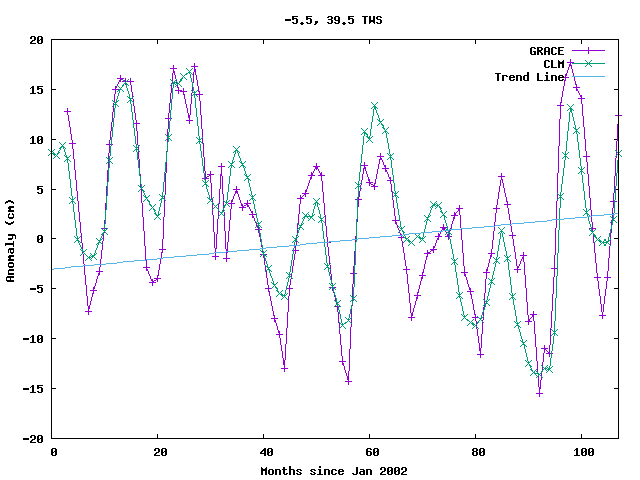 -5.5, 39.5 TWS
GRACE
CLM
Trend Line
20
15
10
5
0
-5
-10
-15
-20
Anomaly (cm)
0 20 40 60 80 100
Months since Jan 2002